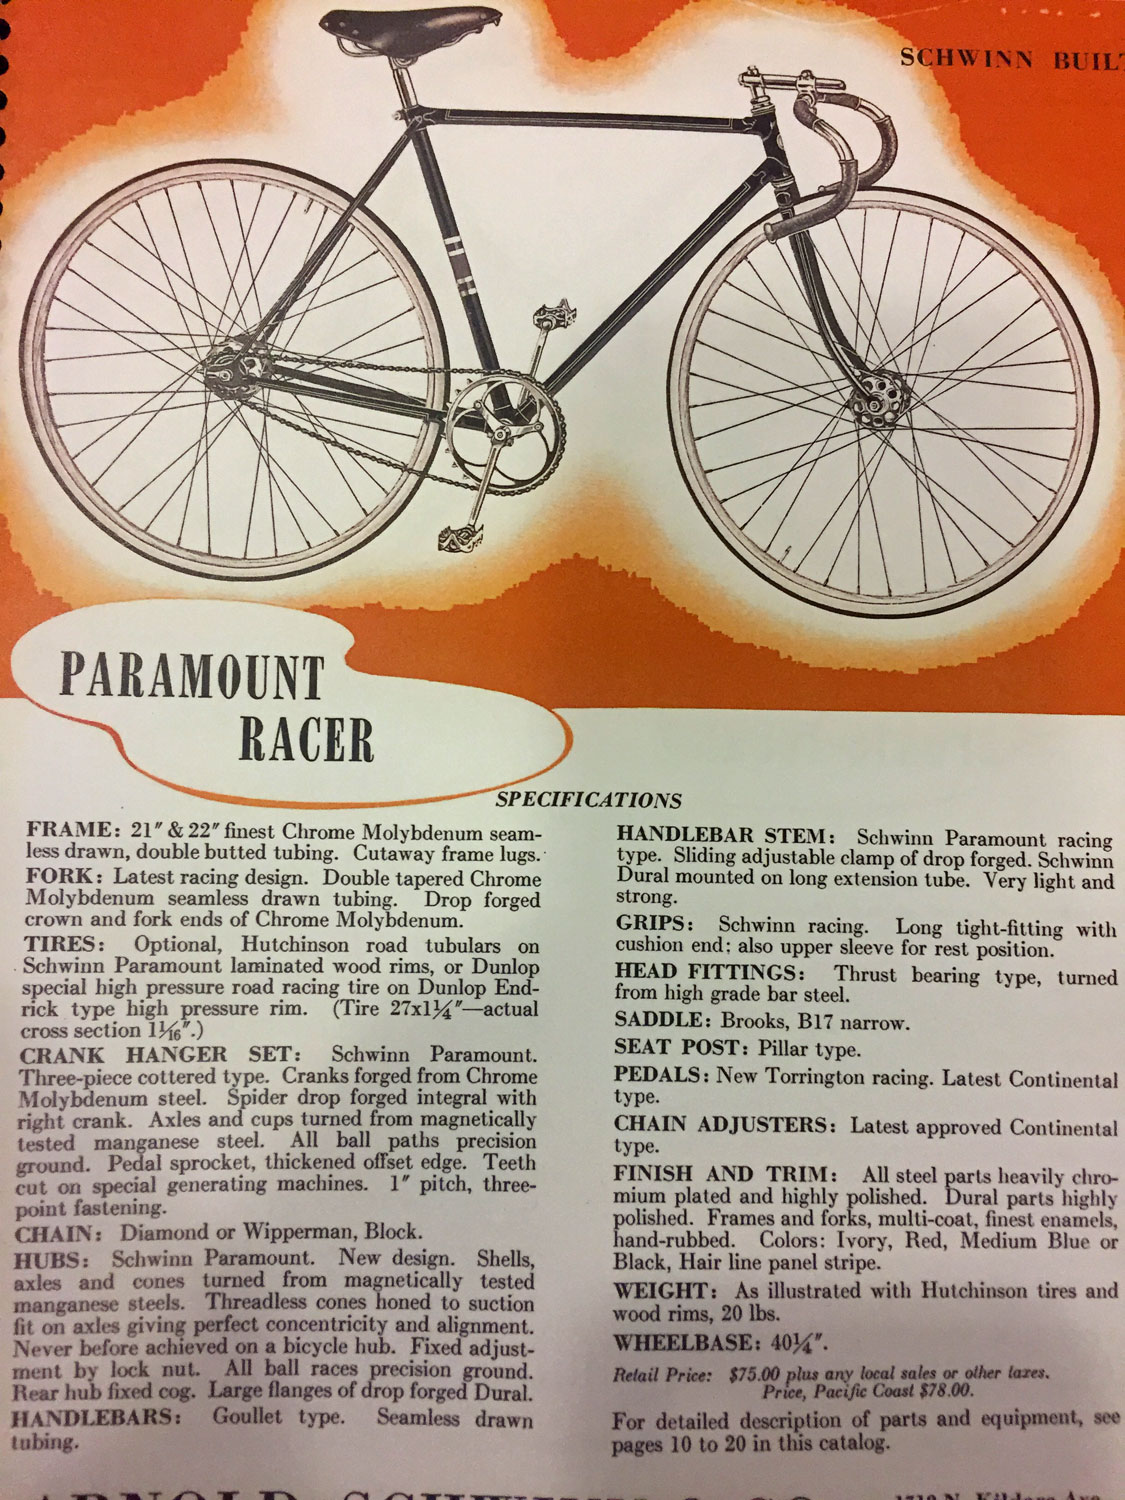 SCHWINN BUILT
PARAMOUNT
RACER
SPECIFICATIONS
FRAME: 21″ & 22″ finest Chrome Molybdenum seam-
less drawn, double butted tubing. Cutaway frame lugs.
FORK: Latest racing design. Double tapered Chrome
Molybdenum seamless drawn tubing. Drop forged
crown and fork ends of Chrome Molybdenum.
TIRES: Optional, Hutchinson road tubulars on
Schwinn Paramount laminated wood rims, or Dunlop
special high pressure road racing tire on Dunlop End-
rick type high pressure rim. (Tire 27x1¼″—actual
cross section 1 1/16″.)
CRANK HANGER SET: Schwinn Paramount.
Three-piece cottered type. Cranks forged from Chrome
Molybdenum steel. Spider drop forged integral with
right crank. Axles and cups turned from magnetically
tested manganese steel. All ball paths precision
ground. Pedal sprocket, thickened offset edge. Teeth
cut on special generating machines. 1″ pitch, three-
point fastening.
CHAIN: Diamond or Wipperman, Block.
HUBS: Schwinn Paramount. New design. Shells,
axles and cones turned from magnetically tested
manganese steels. Threadless cones honed to suction
fit on axles giving perfect concentricity and alignment.
Never before achieved on a bicycle hub. Fixed adjust-
ment by lock nut. All ball races precision ground.
Rear hub fixed cog. Large flanges of drop forged Dural.
HANDLEBARS: Goullet type. Seamless drawn
tubing.
HANDLEBAR STEM: Schwinn Paramount racing
type. Sliding adjustable clamp of drop forged. Schwinn
Dural mounted on long extension tube. Very light and
strong.
GRIPS: Schwinn racing. Long tight-fitting with
cushion end; also upper sleeve for rest position.
HEAD FITTINGS: Thrust bearing type, turned
from high grade bar steel.
SADDLE: Brooks, B17 narrow.
SEAT POST: Pillar type.
PEDALS: New Torrington racing. Latest Continental
type.
CHAIN ADJUSTERS: Latest approved Continental
type.
FINISH AND TRIM: All steel parts heavily chro-
mium plated and highly polished. Dural parts highly
polished. Frames and forks, multi-coat, finest enamels,
hand-rubbed. Colors: Ivory, Red, Medium Blue or
Black, Hair line panel stripe.
WEIGHT: As illustrated with Hutchinson tires and
wood rims, 20 lbs.
WHEELBASE: 40¼″.
Retail Price: $75.00 plus any local sales or other taxes.
Price, Pacific Coast $78.00.
For detailed description of parts and equipment, see
pages 10 to 20 in this catalog.